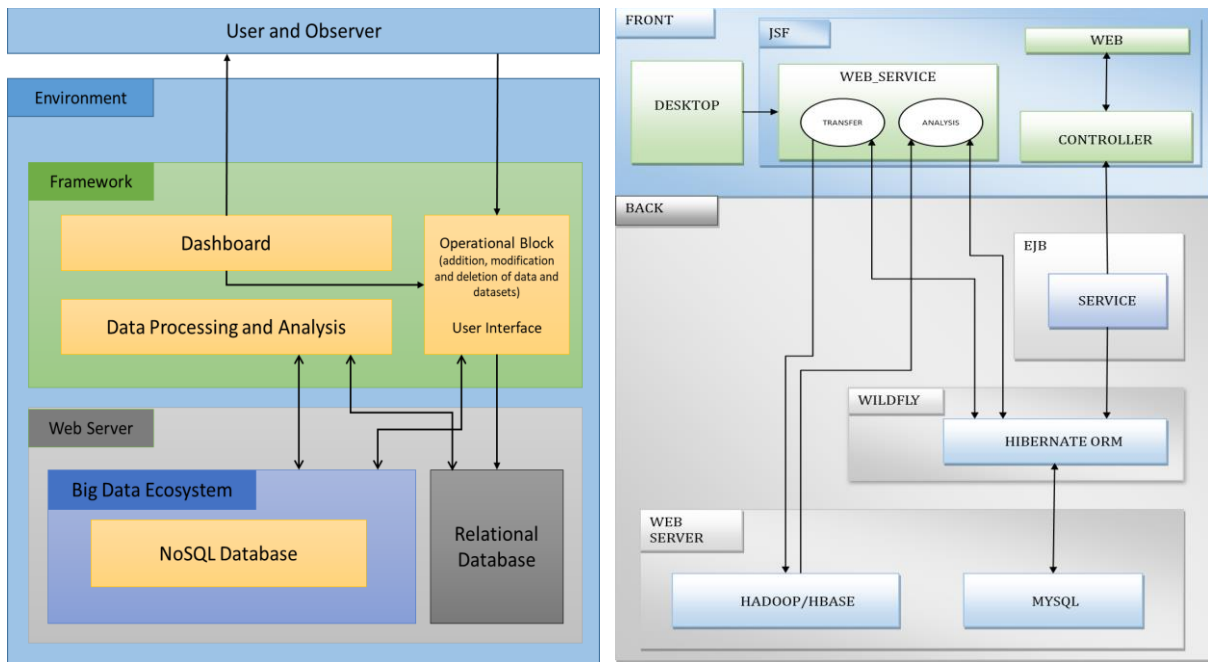 User and Observer
Environment
Framework
Dashboard
Operational Block
(addition, modification
and deletion of data and
datasets)
User Interface
Data Processing and Analysis
Web Server
Big Data Ecosystem
NoSQL Database
Relational
Database
FRONT
JSF
WEB
WEB_SERVICE
DESKTOP
TRANSFER
ANALYSIS
CONTROLLER
BACK
EJB
SERVICE
WILDFLY
HIBERNATE ORM
WEB
SERVER
HADOOP/HBASE
MYSQL